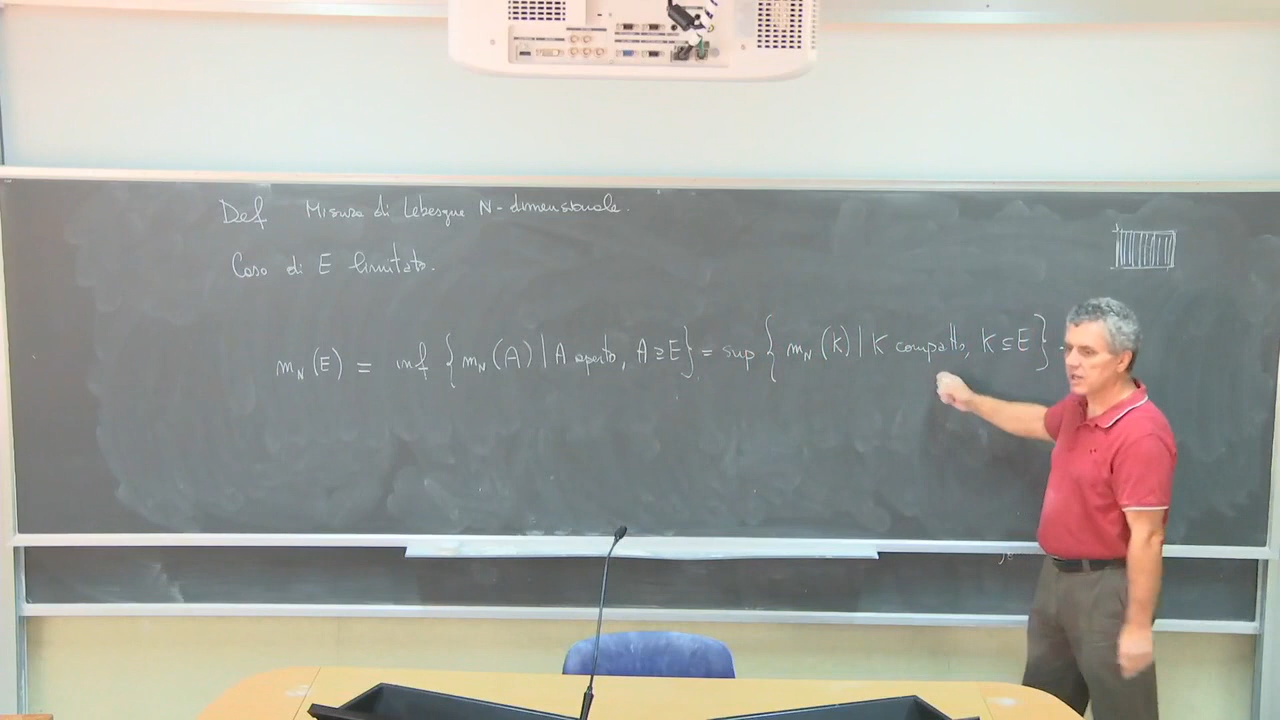 Def Misura di Lebesgue N-dimensionale.
Caso di E limitato.
m_N(E) = inf { m_N(A) | A aperto, A ⊇ E } = sup { m_N(K) | K compatto, K ⊆ E }.